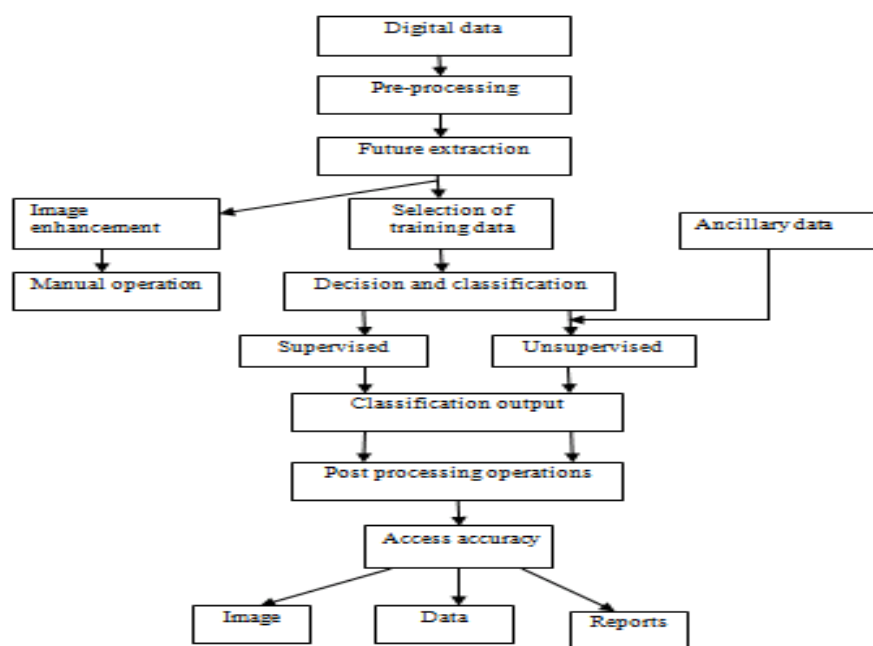 Digital data
Pre-processing
Future extraction
Image
enhancement
Selection of
training data
Ancillary data
Manual operation
Decision and classification
Supervised
Unsupervised
Classification output
Post processing operations
Access accuracy
Image
Data
Reports